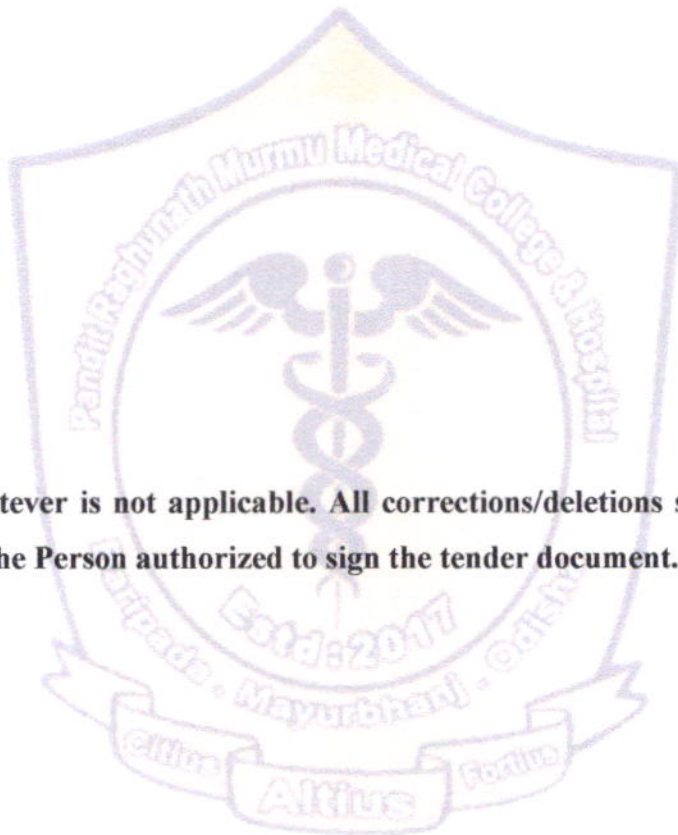 Pandit Raghunath Murmu Medical College & Hospital
tever is not applicable. All corrections/deletions s
he Person authorized to sign the tender document.
Estd:2017
Baripada - Mayurbhanj - Odisha
Citius
Altius
Fortius